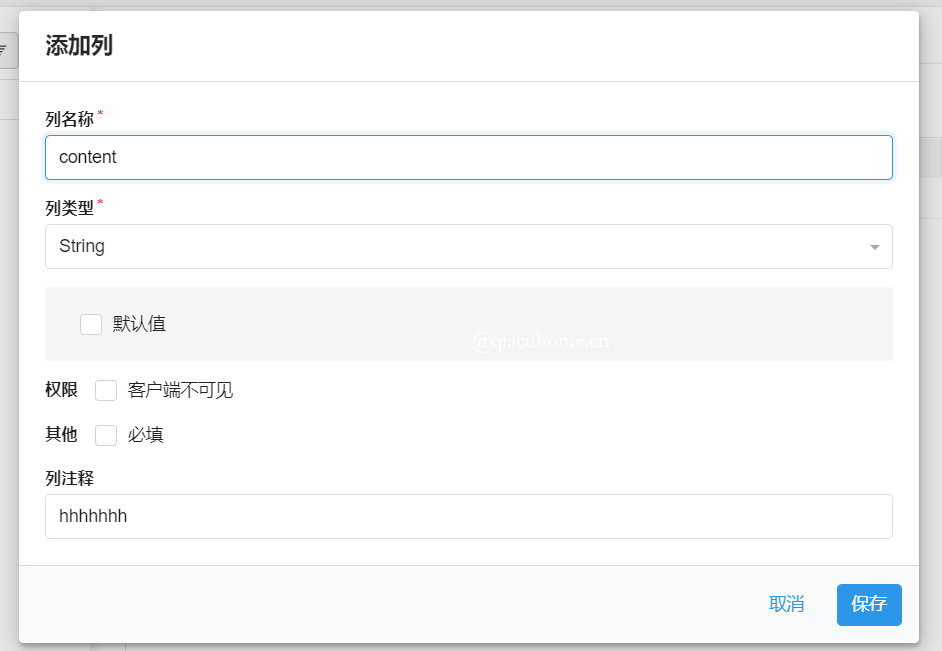 添加列
列名称*
content
列类型*
String
默认值
@qiacuhome.cn
权限 客户端不可见
其他 必填
列注释
hhhhhhh
取消 保存